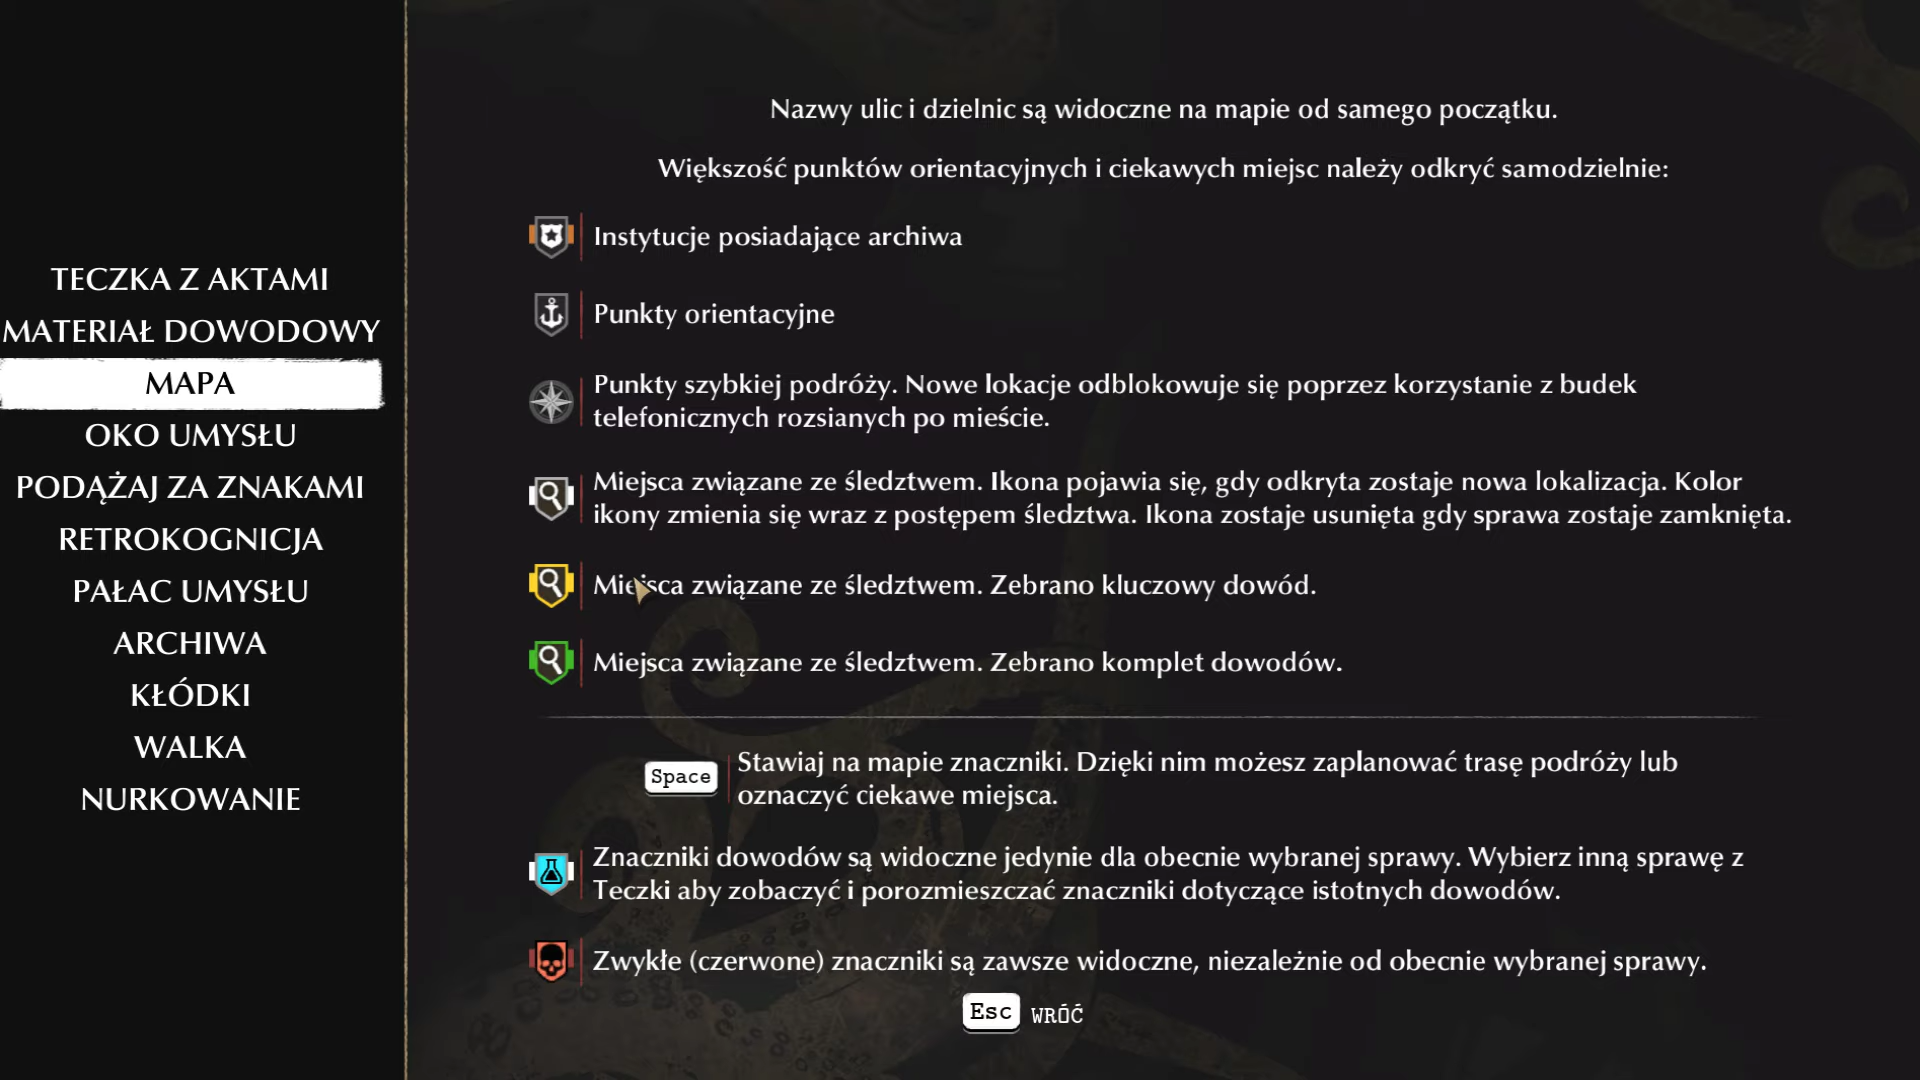 TECZKA Z AKTAMI
MATERIAŁ DOWODOWY
MAPA
OKO UMYSŁU
PODĄŻAJ ZA ZNAKAMI
RETROKOGNICJA
PAŁAC UMYSŁU
ARCHIWA
KŁÓDKI
WALKA
NURKOWANIE
Nazwy ulic i dzielnic są widoczne na mapie od samego początku.
Większość punktów orientacyjnych i ciekawych miejsc należy odkryć samodzielnie:
Instytucje posiadające archiwa
Punkty orientacyjne
Punkty szybkiej podróży. Nowe lokacje odblokowuje się poprzez korzystanie z budek
telefonicznych rozsianych po mieście.
Miejsca związane ze śledztwem. Ikona pojawia się, gdy odkryta zostaje nowa lokalizacja. Kolor
ikony zmienia się wraz z postępem śledztwa. Ikona zostaje usunięta gdy sprawa zostaje zamknięta.
Miejsca związane ze śledztwem. Zebrano kluczowy dowód.
Miejsca związane ze śledztwem. Zebrano komplet dowodów.
Space
Stawiaj na mapie znaczniki. Dzięki nim możesz zaplanować trasę podróży lub
oznaczyć ciekawe miejsca.
Znaczniki dowodów są widoczne jedynie dla obecnie wybranej sprawy. Wybierz inną sprawę z
Teczki aby zobaczyć i porozmieszczać znaczniki dotyczące istotnych dowodów.
Zwykłe (czerwone) znaczniki są zawsze widoczne, niezależnie od obecnie wybranej sprawy.
Esc WRÓĆ